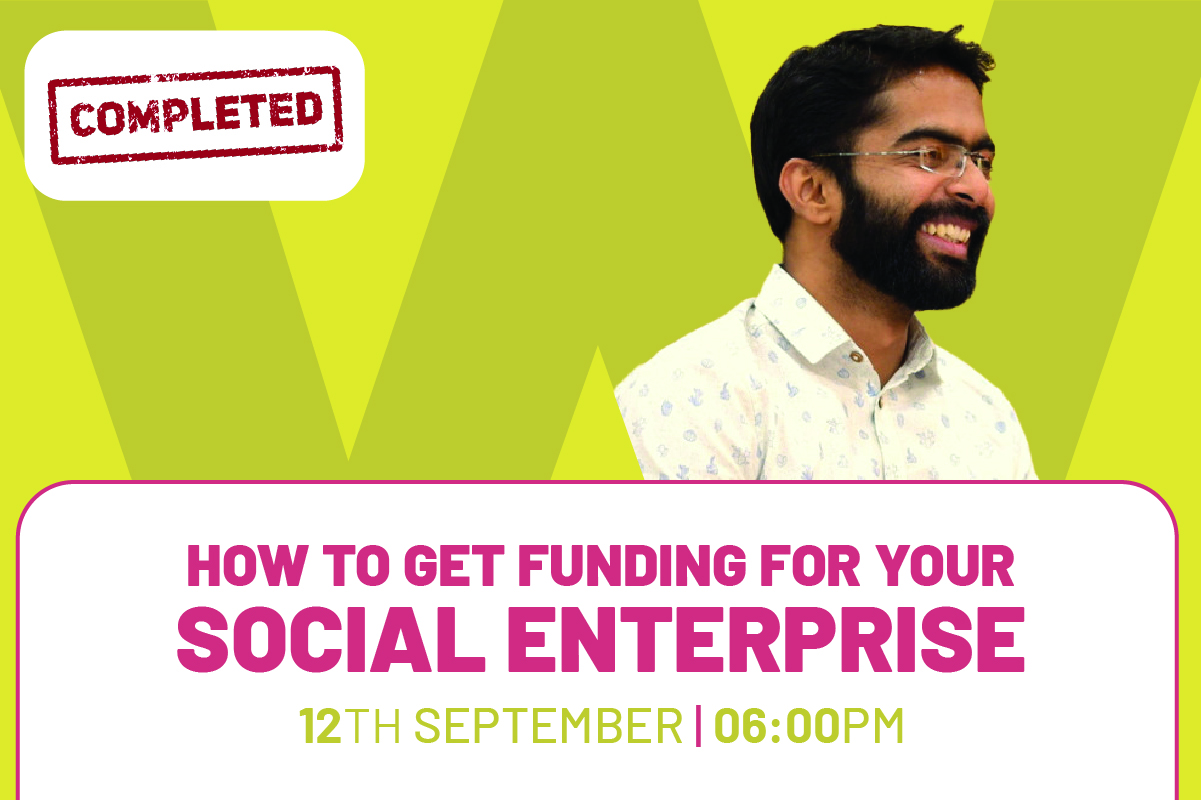 COMPLETED
HOW TO GET FUNDING FOR YOUR
SOCIAL ENTERPRISE
12TH SEPTEMBER | 06:00PM